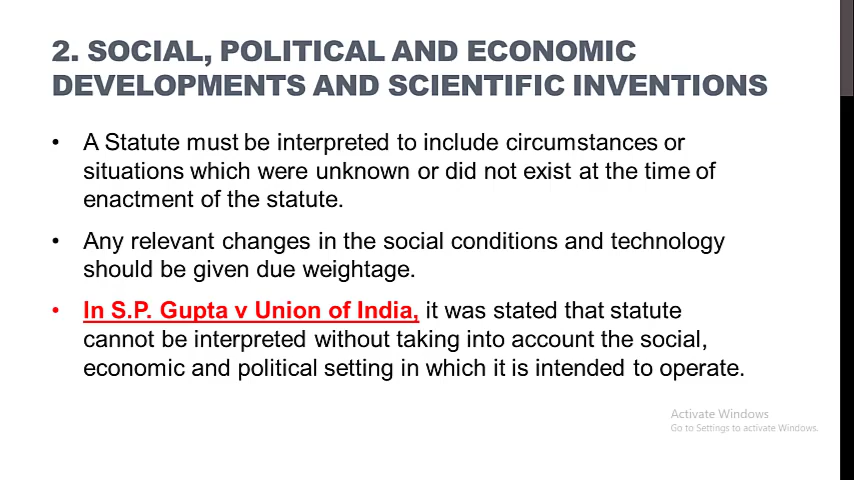 2. SOCIAL, POLITICAL AND ECONOMIC
DEVELOPMENTS AND SCIENTIFIC INVENTIONS
• A Statute must be interpreted to include circumstances or
situations which were unknown or did not exist at the time of
enactment of the statute.
• Any relevant changes in the social conditions and technology
should be given due weightage.
• In S.P. Gupta v Union of India, it was stated that statute
cannot be interpreted without taking into account the social,
economic and political setting in which it is intended to operate.
Activate Windows
Go to Settings to activate Windows.